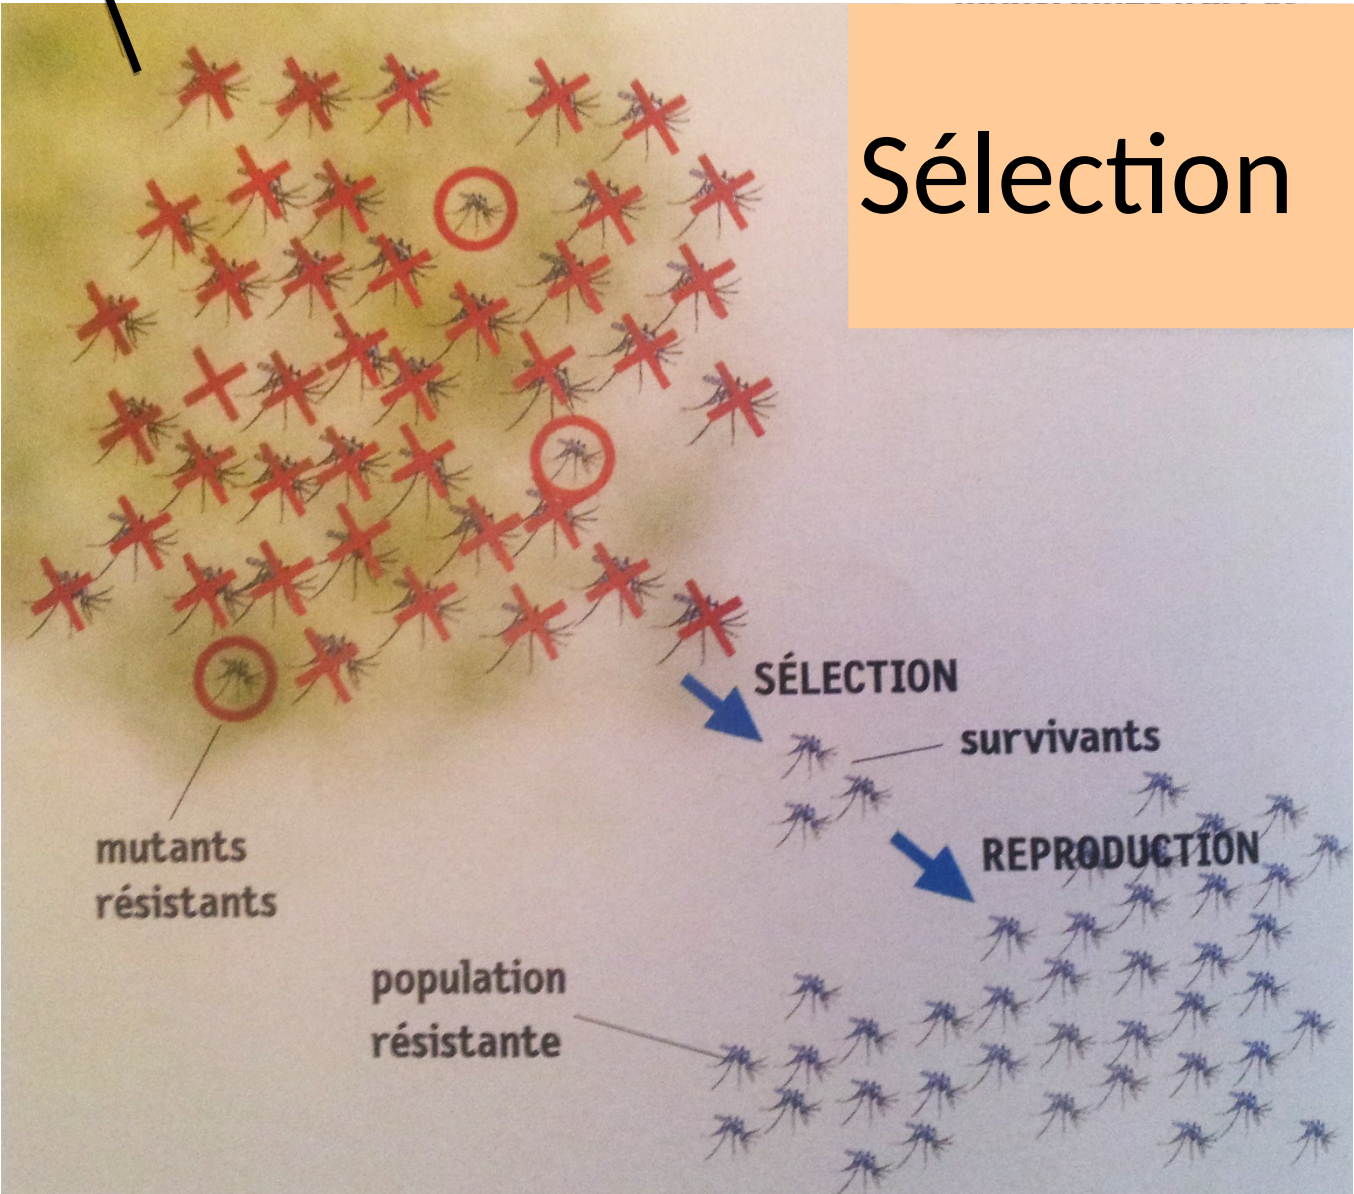 Sélection
SÉLECTION
survivants
REPRODUCTION
mutants
résistants
population
résistante